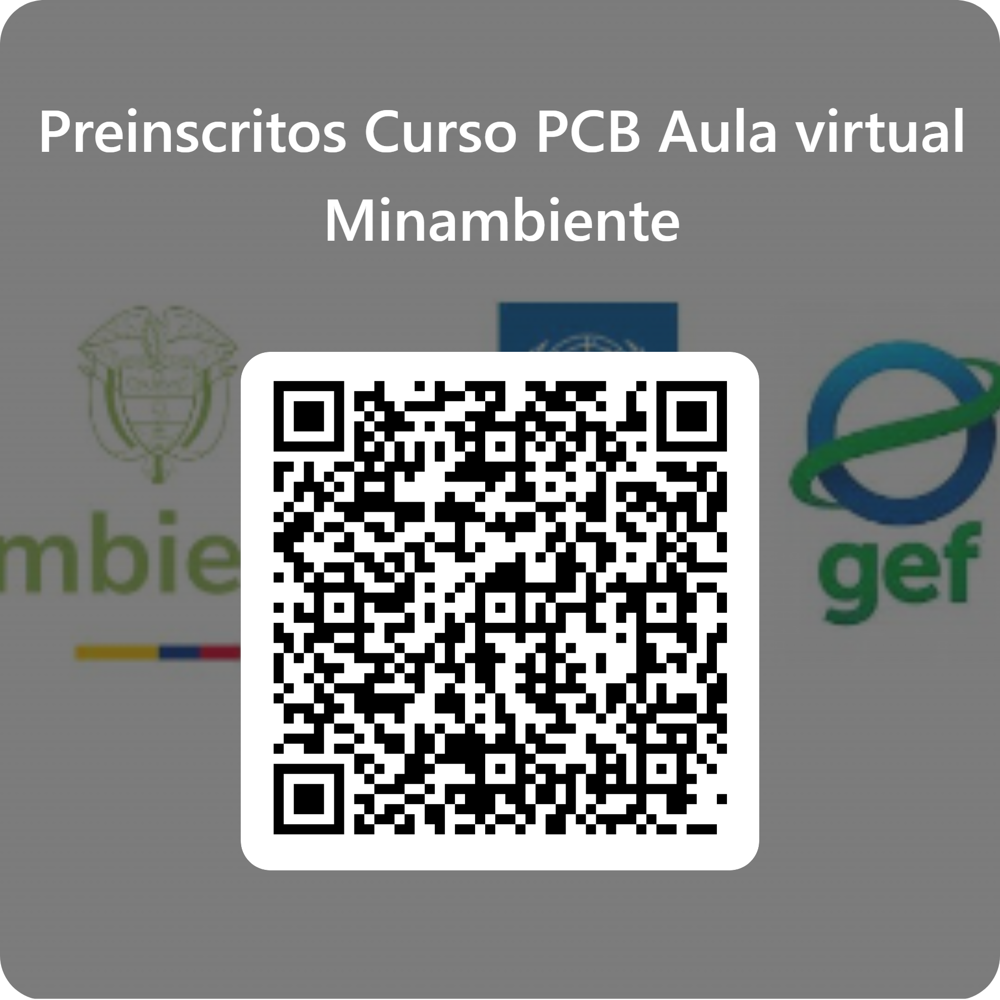 Preinscritos Curso PCB Aula virtual
Minambiente
mbie
gef